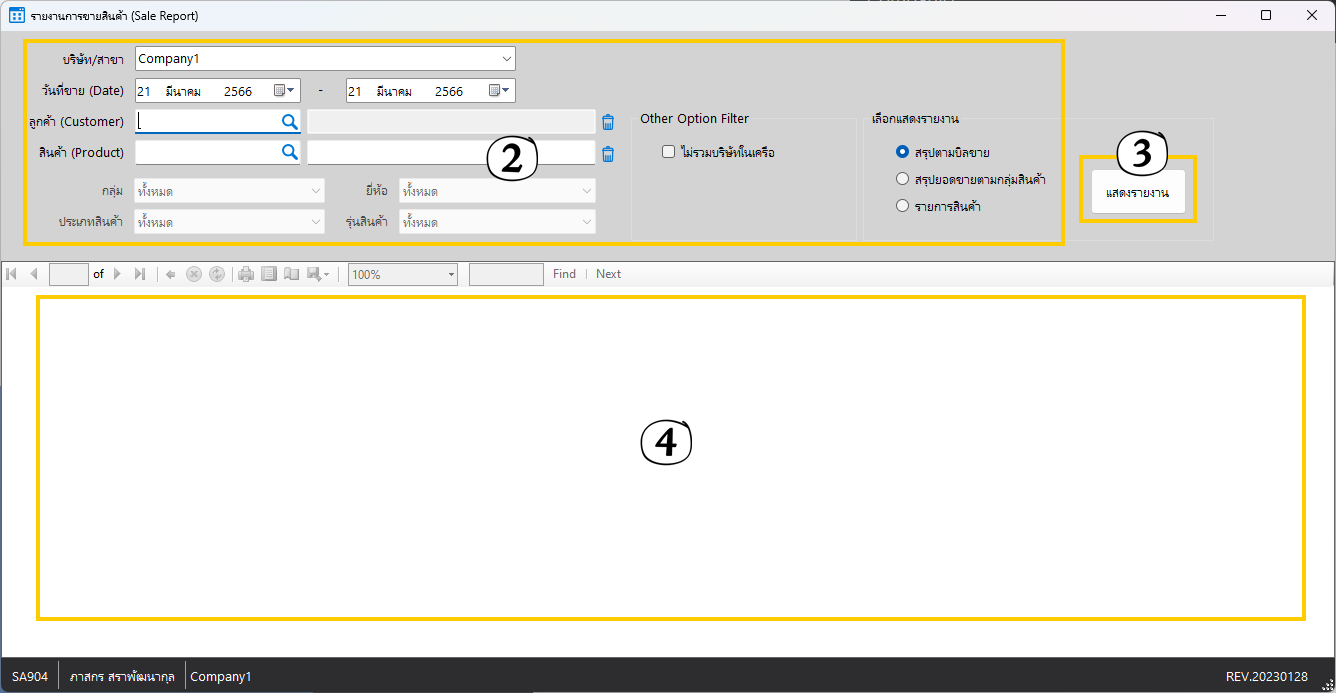 รายงานการขายสินค้า (Sale Report)
บริษัท/สาขา Company1
วันที่ขาย (Date) 21 มีนาคม 2566 - 21 มีนาคม 2566
ลูกค้า (Customer)
สินค้า (Product)
กลุ่ม ทั้งหมด ยี่ห้อ ทั้งหมด
ประเภทสินค้า ทั้งหมด รุ่นสินค้า ทั้งหมด
2
Other Option Filter
ไม่รวมบริษัทในเครือ
เลือกแสดงรายงาน
สรุปตามบิลขาย
สรุปยอดขายตามกลุ่มสินค้า
รายการสินค้า
3
แสดงรายงาน
of 100% Find Next
4
SA904 ภาสกร สราพัฒนากุล Company1 REV.20230128